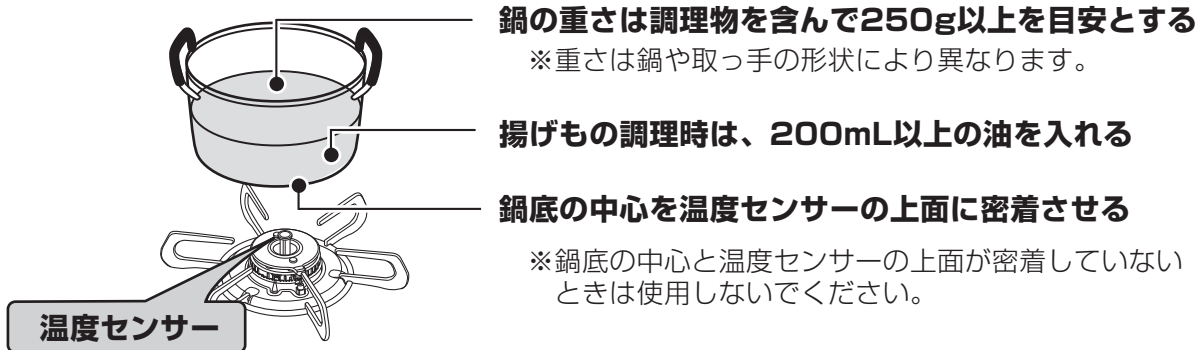 鍋の重さは調理物を含んで250g以上を目安とする
※重さは鍋や取っ手の形状により異なります。
揚げもの調理時は、200mL以上の油を入れる
鍋底の中心を温度センサーの上面に密着させる
※鍋底の中心と温度センサーの上面が密着していない
ときは使用しないでください。
温度センサー